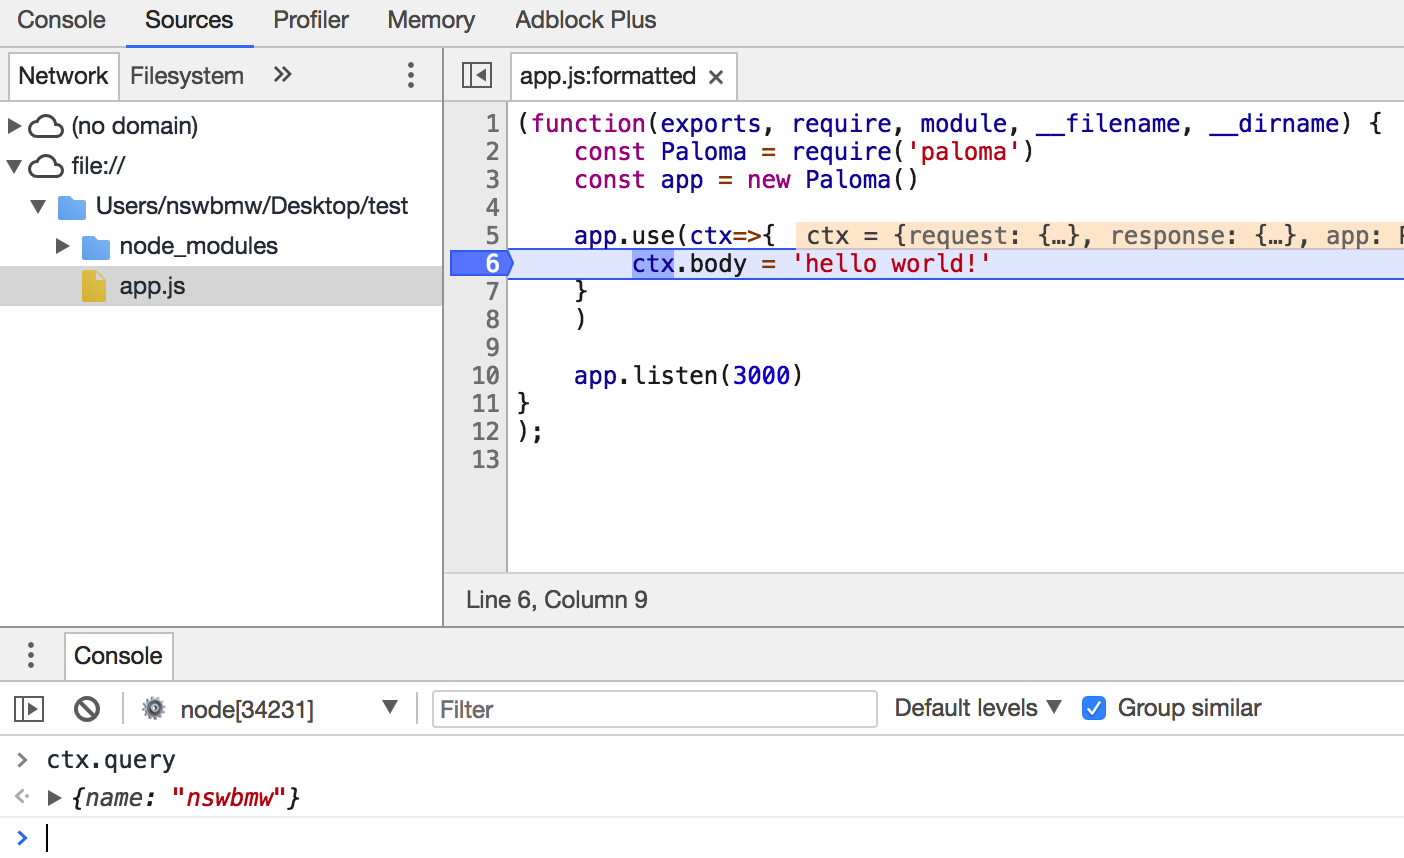 Console Sources Profiler Memory Adblock Plus
Network Filesystem »
(no domain)
file://
Users/nswbmw/Desktop/test
node_modules
app.js
app.js:formatted ×
1 (function(exports, require, module, __filename, __dirname) {
2     const Paloma = require('paloma')
3     const app = new Paloma()
4
5     app.use(ctx=>{ ctx = {request: {…}, response: {…}, app:
6         ctx.body = 'hello world!'
7     }
8     )
9
10     app.listen(3000)
11 }
12 );
13
Line 6, Column 9
Console
node[34231] Filter Default levels Group similar
> ctx.query
{name: "nswbmw"}
>